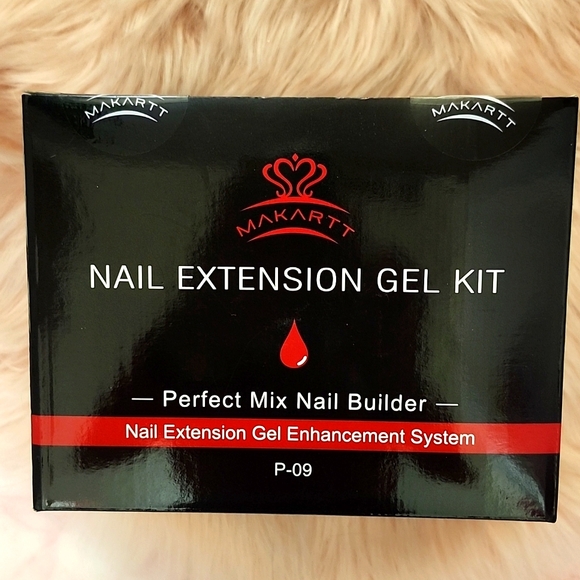 MAKARTT
MAKARTT
MAKARTT
NAIL EXTENSION GEL KIT
— Perfect Mix Nail Builder —
Nail Extension Gel Enhancement System
P-09